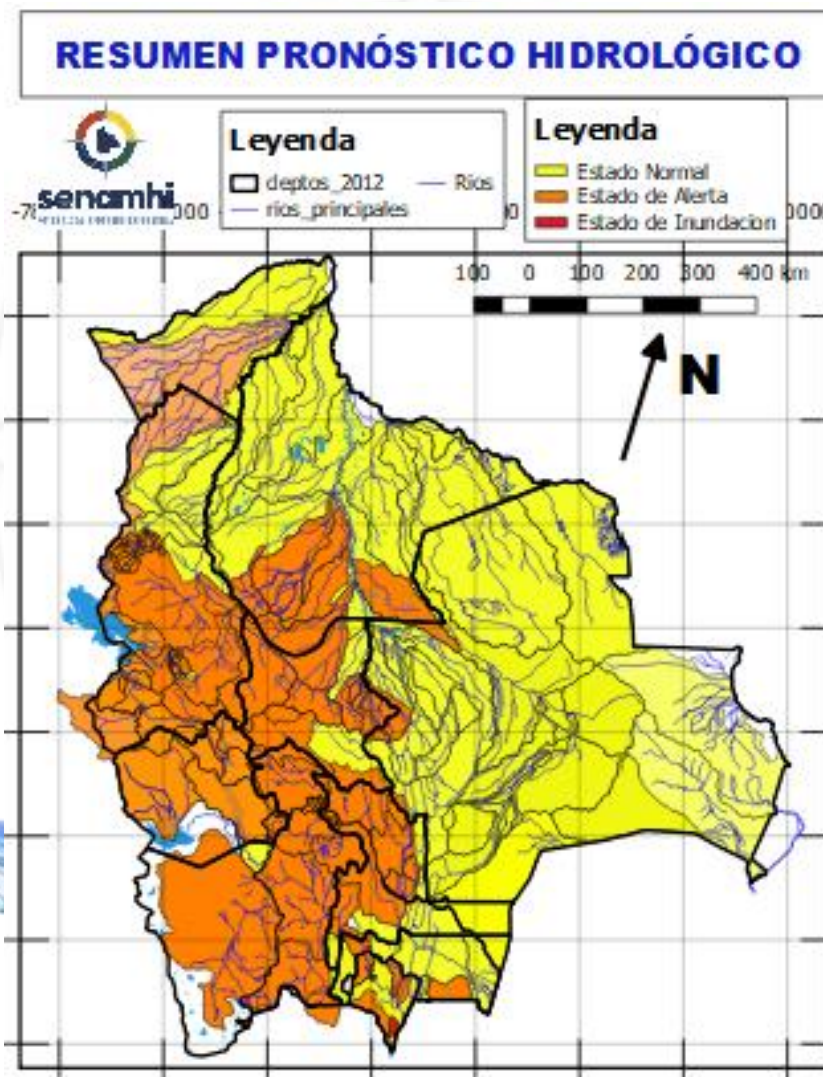 RESUMEN PRONÓSTICO HIDROLÓGICO
senamhi
Leyenda
deptos_2012
Rios
rios_principales
Leyenda
Estado Normal
Estado de Alerta
Estado de Inundacion
100 0 100 200 300 400 km
N